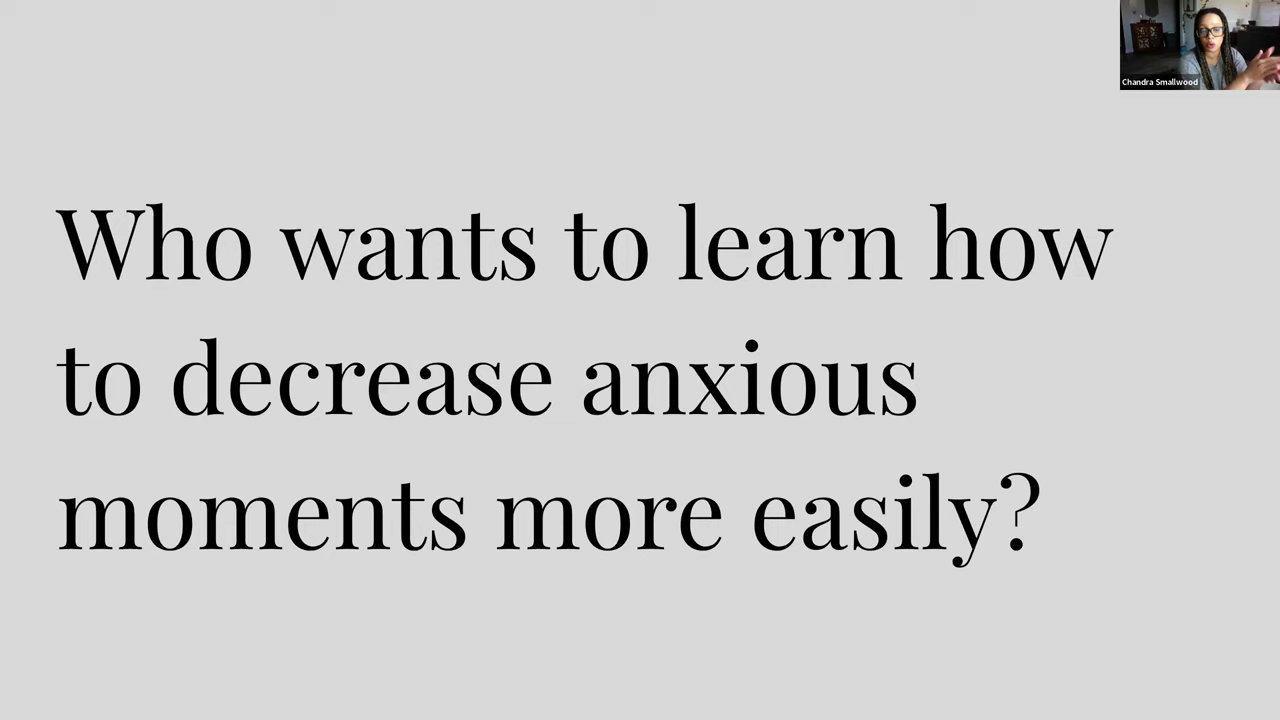 Chandra Smallwood
Who wants to learn how
to decrease anxious
moments more easily?